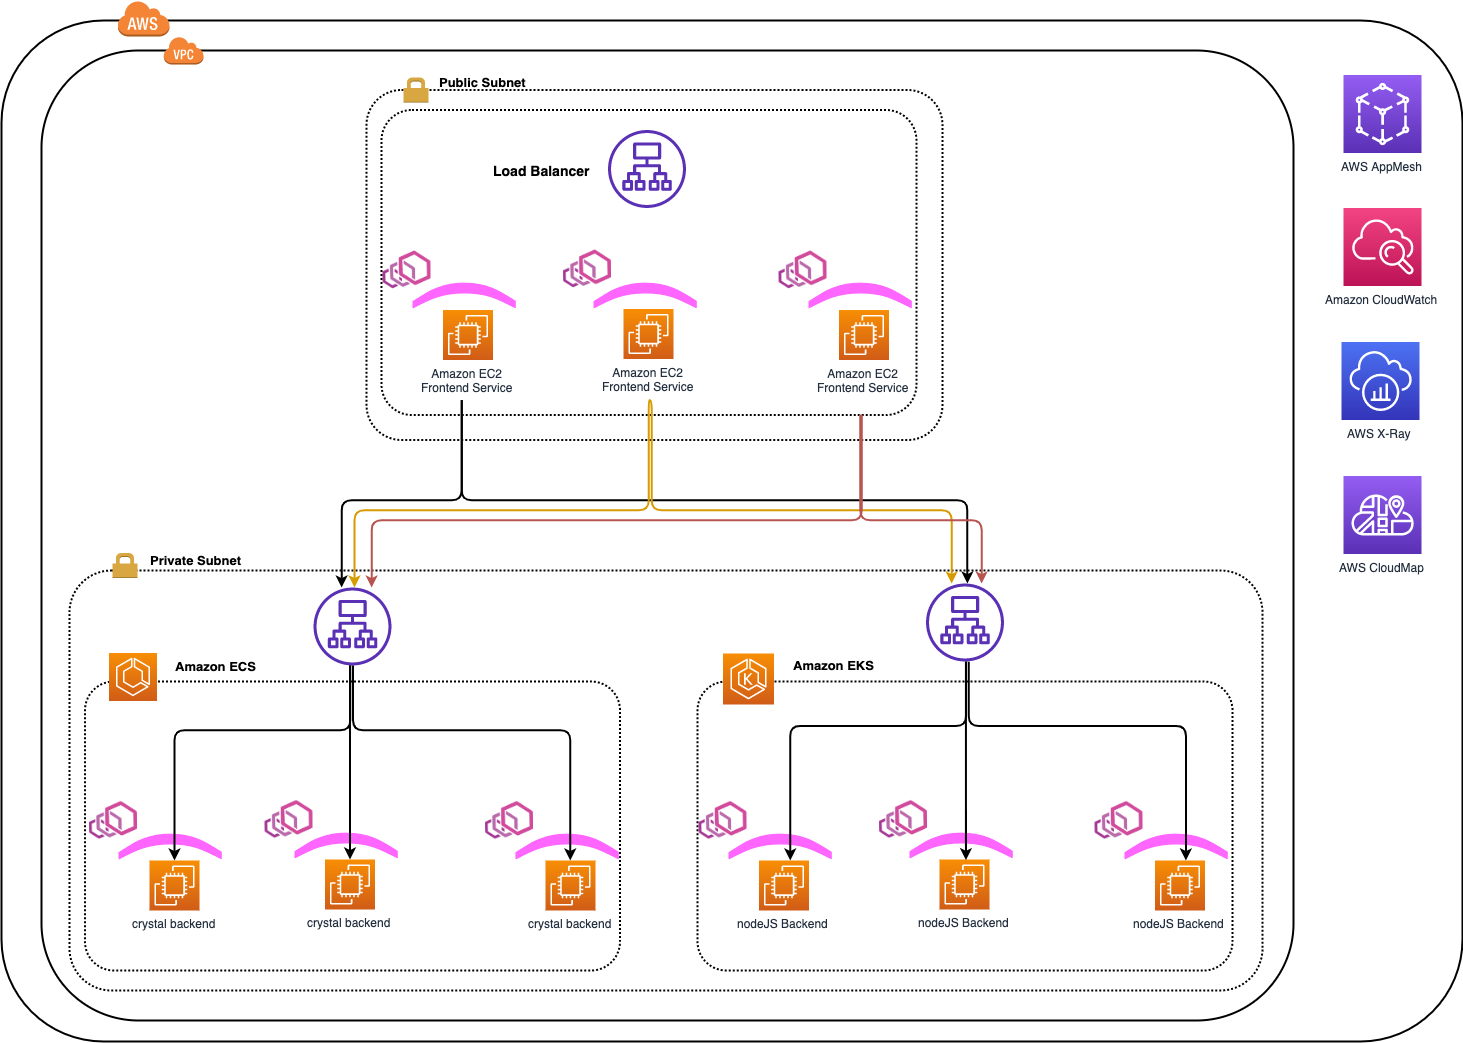 AWS
VPC
Public Subnet
Load Balancer
AWS AppMesh
Amazon CloudWatch
Amazon EC2
Frontend Service
Amazon EC2
Frontend Service
Amazon EC2
Frontend Service
AWS X-Ray
AWS CloudMap
Private Subnet
Amazon ECS
Amazon EKS
K
crystal backend
crystal backend
crystal backend
nodeJS Backend
nodeJS Backend
nodeJS Backend